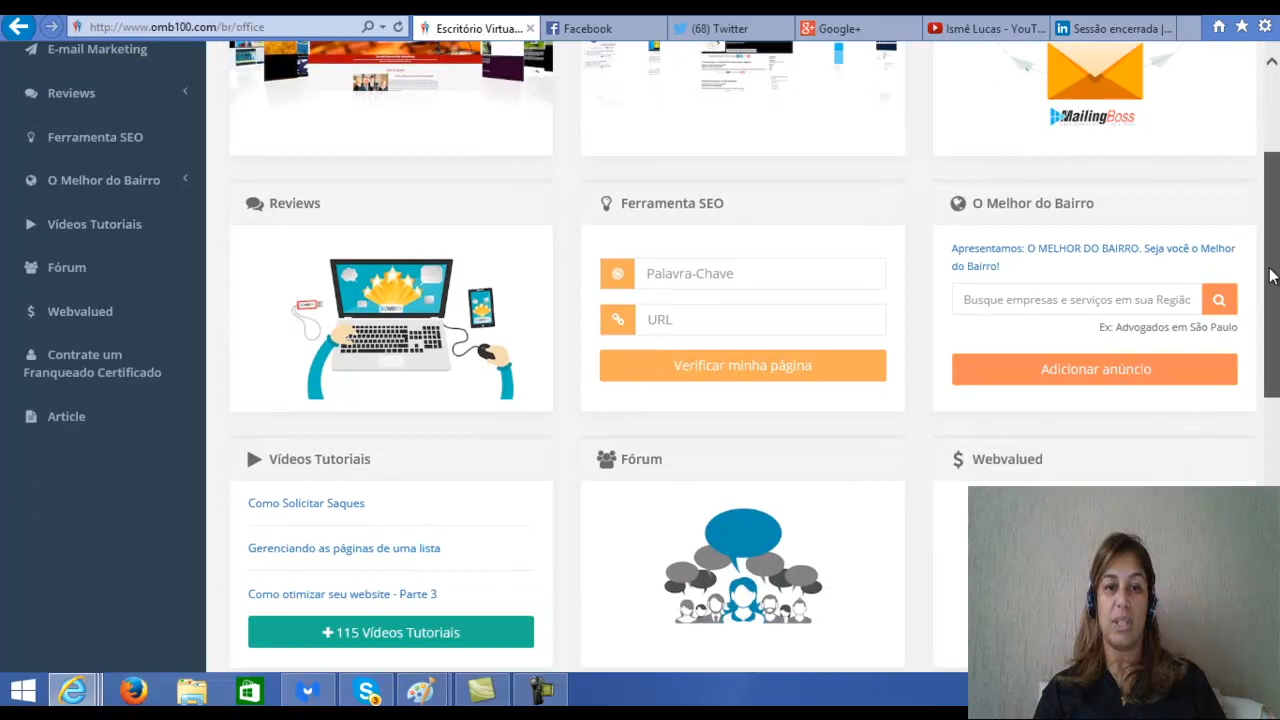 http://www.omb100.com/br/office
Escritório Virtua...
Facebook
(68) Twitter
Google+
Ismê Lucas - YouT...
Sessão encerrada |...
E-mail Marketing
Reviews
Ferramenta SEO
O Melhor do Bairro
Vídeos Tutoriais
Fórum
Webvalued
Contrate um
Franqueado Certificado
Article
MailingBoss
Reviews
Ferramenta SEO
Palavra-Chave
URL
Verificar minha página
O Melhor do Bairro
Apresentamos: O MELHOR DO BAIRRO. Seja você o Melhor
do Bairro!
Busque empresas e serviços em sua Regiãc
Ex: Advogados em São Paulo
Adicionar anúncio
Vídeos Tutoriais
Como Solicitar Saques
Gerenciando as páginas de uma lista
Como otimizar seu website - Parte 3
115 Vídeos Tutoriais
Fórum
Webvalued